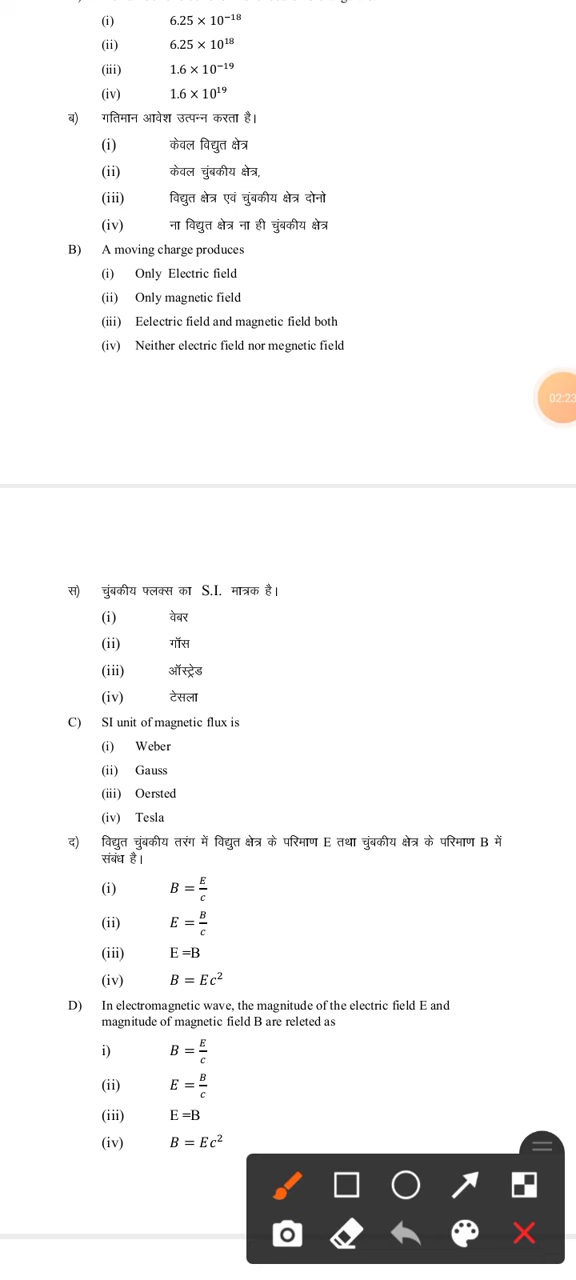 (i) 6.25 × 10⁻¹⁸
(ii) 6.25 × 10¹⁸
(iii) 1.6 × 10⁻¹⁹
(iv) 1.6 × 10¹⁹
ब) गतिमान आवेश उत्पन्न करता है।
(i) केवल विद्युत क्षेत्र
(ii) केवल चुंबकीय क्षेत्र,
(iii) विद्युत क्षेत्र एवं चुंबकीय क्षेत्र दोनो
(iv) ना विद्युत क्षेत्र ना ही चुंबकीय क्षेत्र
B) A moving charge produces
(i) Only Electric field
(ii) Only magnetic field
(iii) Eelectric field and magnetic field both
(iv) Neither electric field nor megnetic field
02:23
स) चुंबकीय फ्लक्स का S.I. मात्रक है।
(i) वेबर
(ii) गॉस
(iii) ऑस्ट्रेड
(iv) टेसला
C) SI unit of magnetic flux is
(i) Weber
(ii) Gauss
(iii) Oersted
(iv) Tesla
द) विद्युत चुंबकीय तरंग में विद्युत क्षेत्र के परिमाण E तथा चुंबकीय क्षेत्र के परिमाण B में
संबंध है।
(i) B = E/c
(ii) E = B/c
(iii) E =B
(iv) B = Ec²
D) In electromagnetic wave, the magnitude of the electric field E and
magnitude of magnetic field B are releted as
i) B = E/c
(ii) E = B/c
(iii) E =B
(iv) B = Ec²